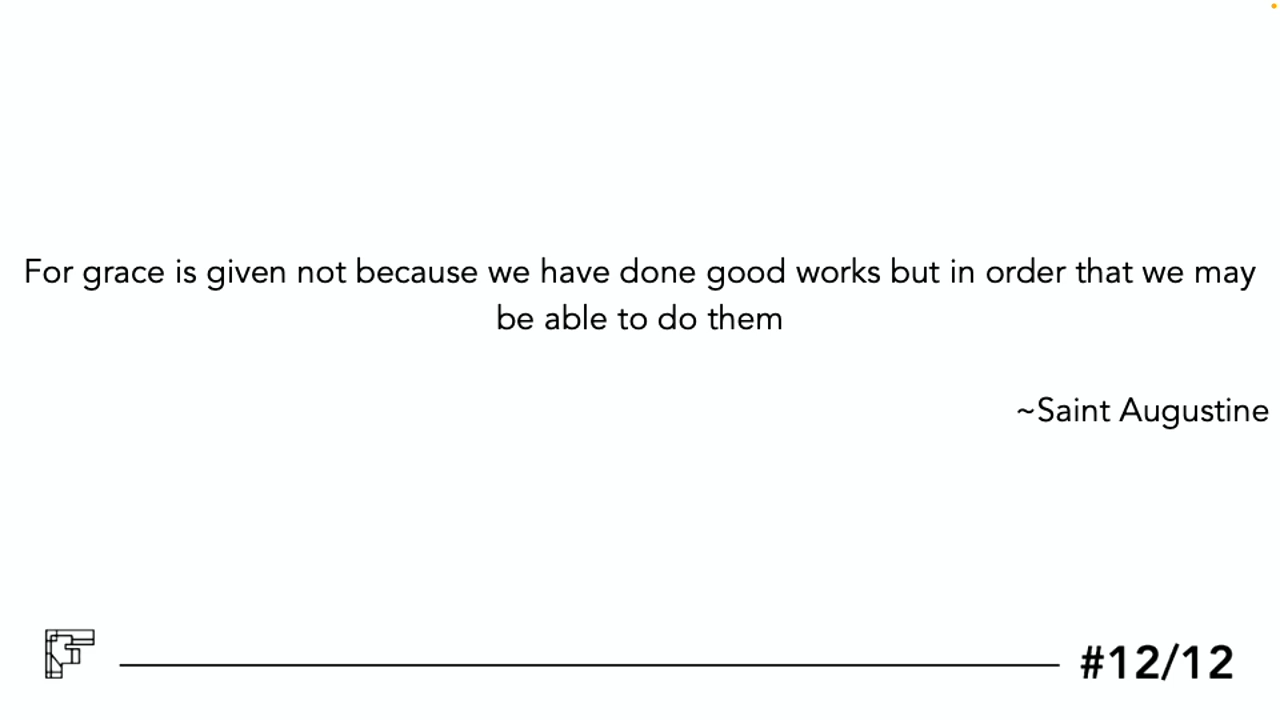 For grace is given not because we have done good works but in order that we may
be able to do them
~Saint Augustine
#12/12